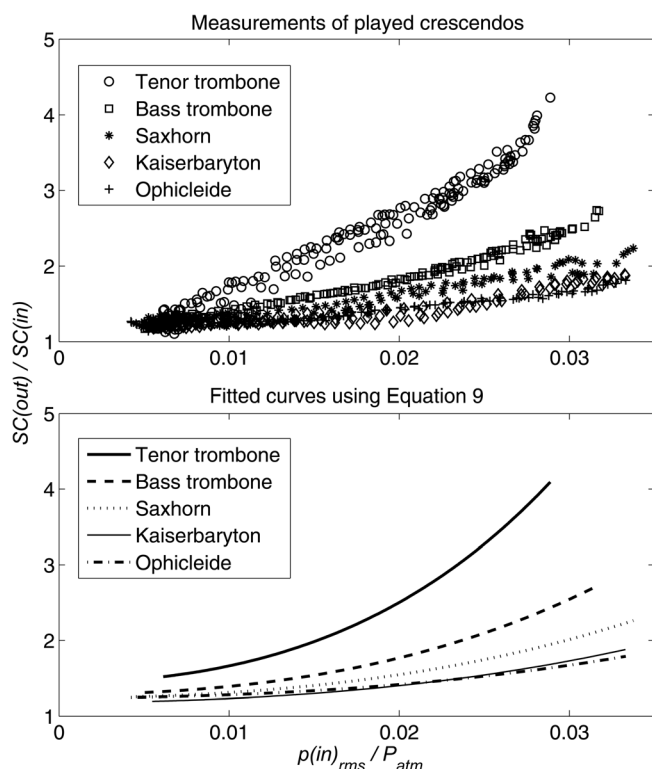 Measurements of played crescendos
5
4
3
2
1
Tenor trombone
Bass trombone
Saxhorn
Kaiserbaryton
Ophicleide
0 0.01 0.02 0.03
SC(out) / SC(in)
Fitted curves using Equation 9
5
4
3
2
1
Tenor trombone
Bass trombone
Saxhorn
Kaiserbaryton
Ophicleide
0 0.01 0.02 0.03
p(in)rms / Patm